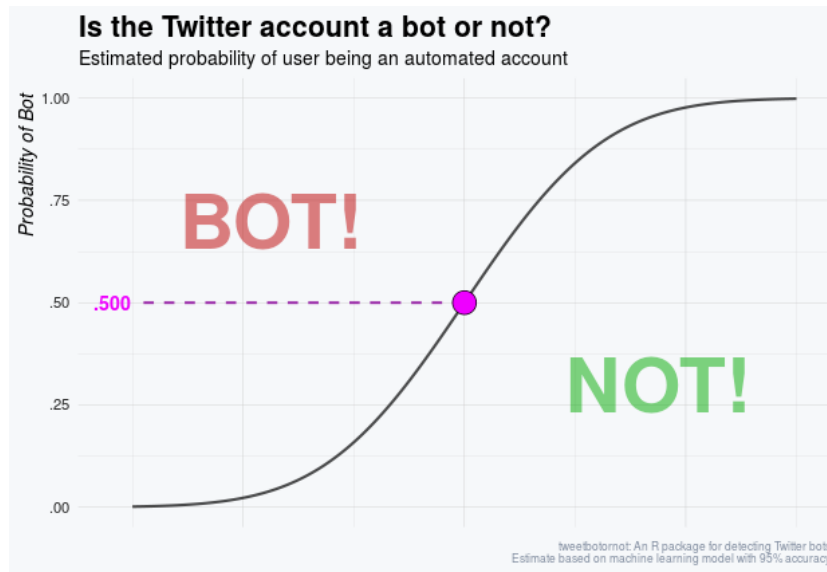 Is the Twitter account a bot or not?
Estimated probability of user being an automated account
Probability of Bot
1.00
.75
BOT!
.500
.50
NOT!
.25
.00
tweetbotornot: An R package for detecting Twitter bots
Estimate based on machine learning model with 95% accuracy